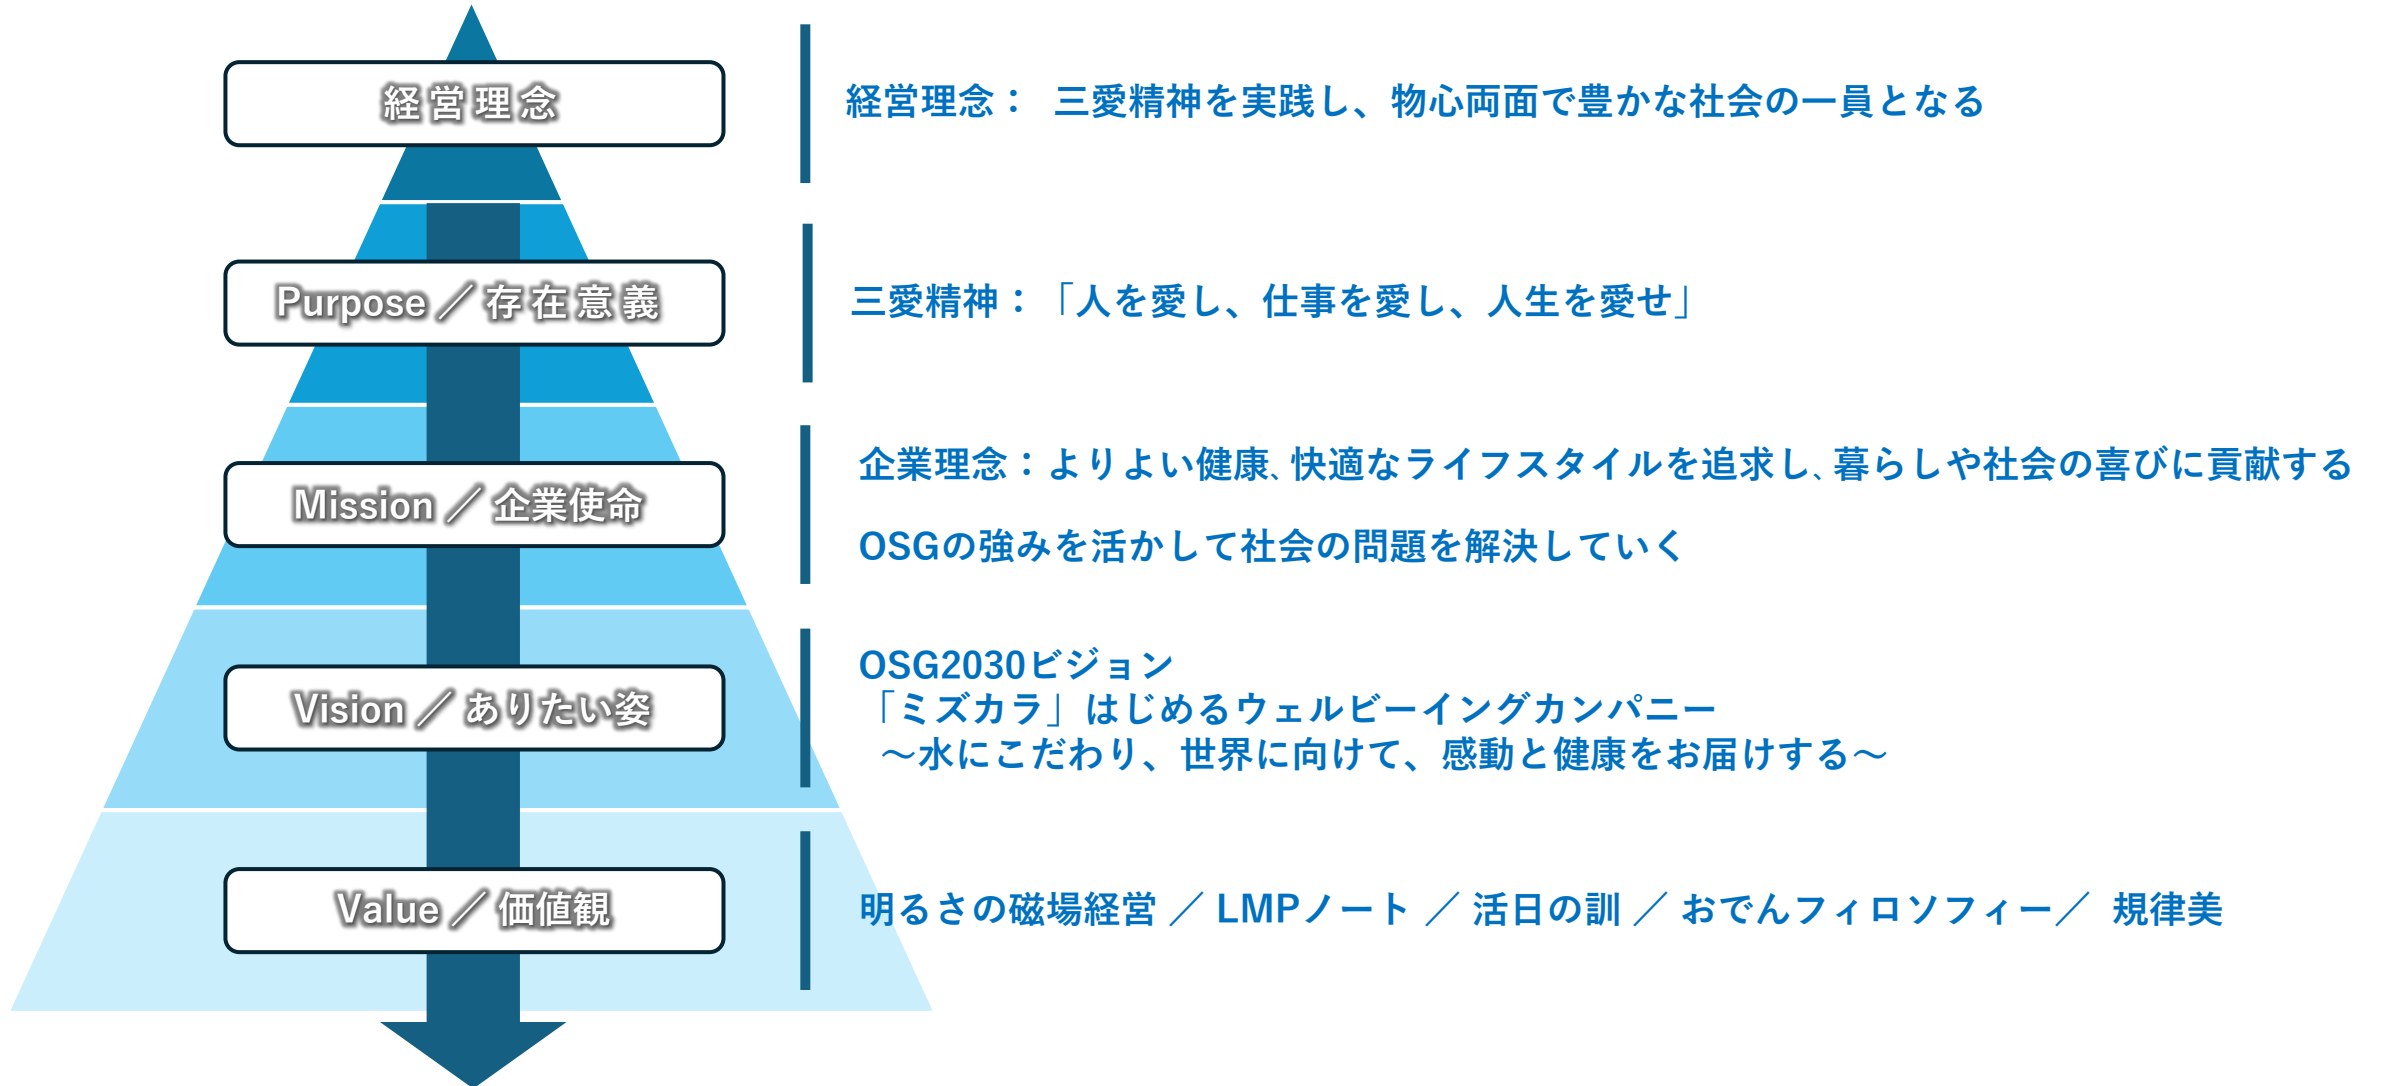 経営理念
経営理念： 三愛精神を実践し、物心両面で豊かな社会の一員となる
Purpose ／ 存在意義
三愛精神：「人を愛し、仕事を愛し、人生を愛せ」
Mission ／ 企業使命
企業理念：よりよい健康、快適なライフスタイルを追求し、暮らしや社会の喜びに貢献する
OSGの強みを活かして社会の問題を解決していく
Vision ／ ありたい姿
OSG2030ビジョン
「ミズカラ」はじめるウェルビーイングカンパニー
～水にこだわり、世界に向けて、感動と健康をお届けする～
Value ／ 価値観
明るさの磁場経営 ／ LMPノート ／ 活日の訓 ／ おでんフィロソフィー／ 規律美